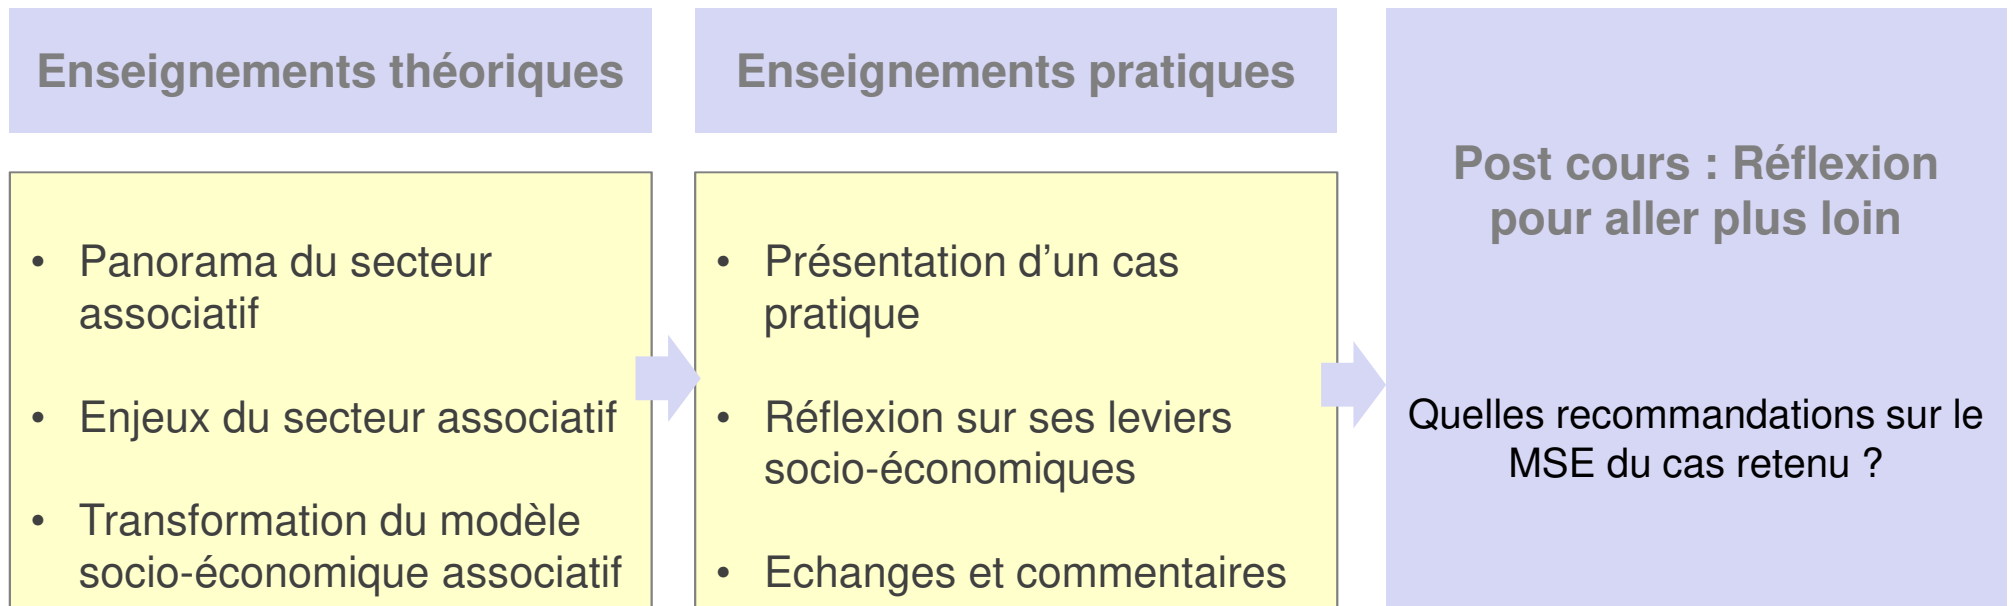 Enseignements théoriques
• Panorama du secteur
associatif
• Enjeux du secteur associatif
• Transformation du modèle
socio-économique associatif
Enseignements pratiques
• Présentation d’un cas
pratique
• Réflexion sur ses leviers
socio-économiques
• Echanges et commentaires
Post cours : Réflexion
pour aller plus loin
Quelles recommandations sur le
MSE du cas retenu ?